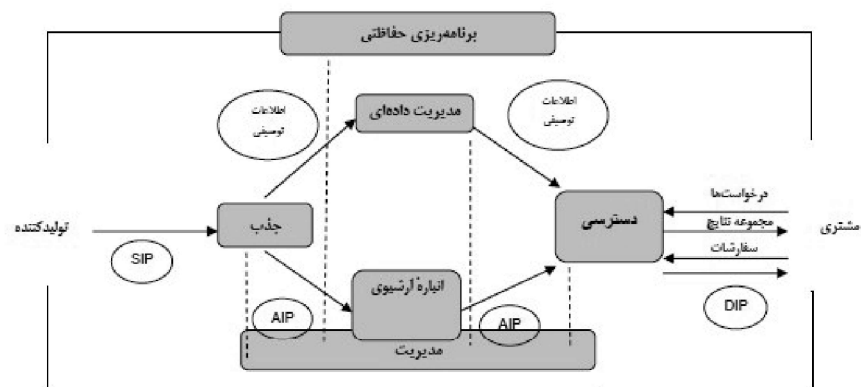 برنامه‌ریزی حفاظتی
اطلاعات
توصیفی
مدیریت داده‌ای
اطلاعات
توصیفی
تولیدکننده
SIP
جذب
دسترسی
درخواست‌ها
مجموعه نتایج
سفارشات
مشتری
DIP
AIP
انبارهٔ آرشیوی
AIP
مدیریت